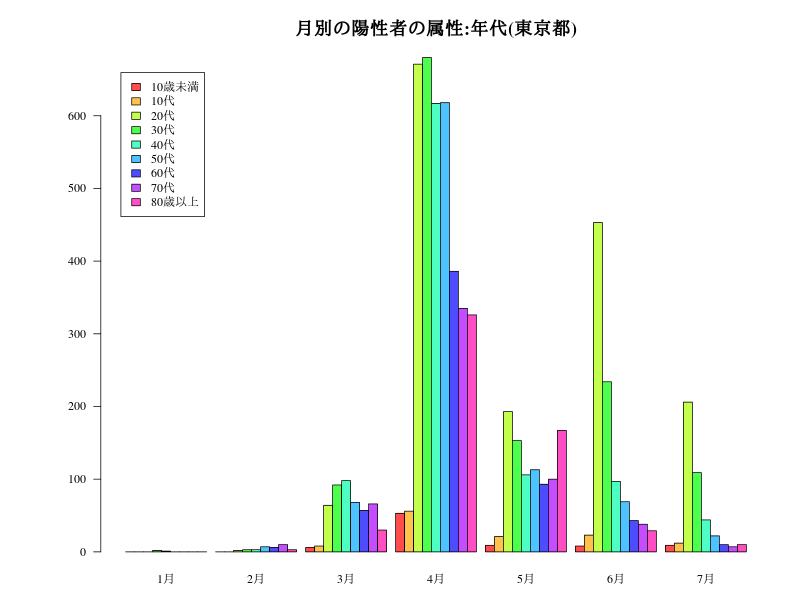 月別の陽性者の属性:年代(東京都)
10歳未満
10代
20代
30代
40代
50代
60代
70代
80歳以上
600
500
400
300
200
100
0
1月 2月 3月 4月 5月 6月 7月